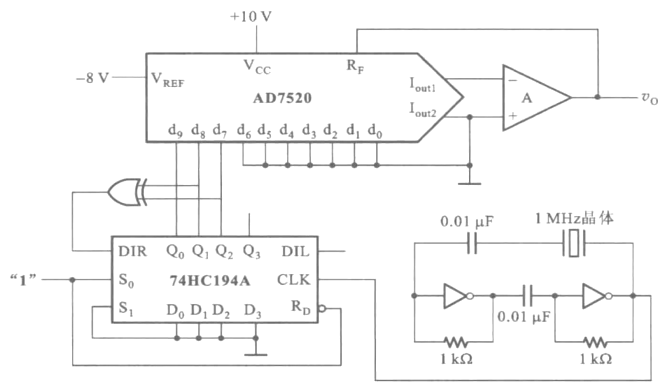 +10 V
−8 V
V_REF
V_CC
R_F
I_out1
I_out2
AD7520
A
−
+
v_O
d₉ d₈ d₇ d₆ d₅ d₄ d₃ d₂ d₁ d₀
DIR Q₀ Q₁ Q₂ Q₃ DIL
“1”
S₀ 74HC194A CLK
S₁ D₀ D₁ D₂ D₃ R_D
0.01 μF
1 MHz晶体
0.01 μF
1 kΩ
1 kΩ